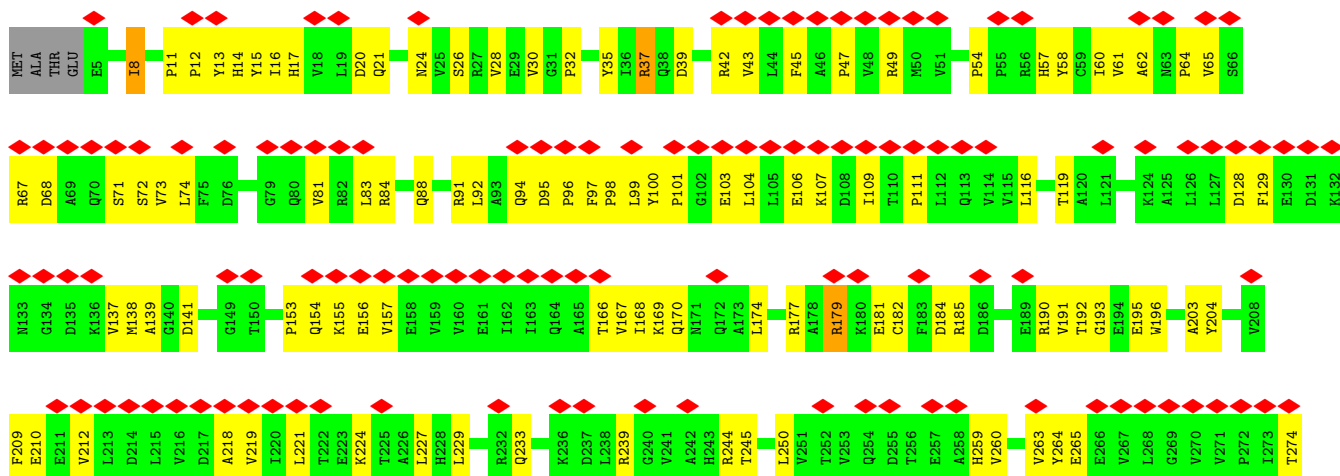 MET ALA THR GLU E5 I8 P11 P12 Y13 H14 Y15 I16 H17 V18 L19 D20 Q21 N24 V25 S26 R27 V28 E29 V30 G31 P32 Y35 I36 R37 Q38 D39 R42 V43 L44 F45 A46 P47 V48 R49 M50 V51 P54 P55 R56 H57 Y58 C59 I60 V61 A62 N63 P64 V65 S66
R67 D68 A69 Q70 S71 S72 V73 L74 F75 D76 G79 Q80 V81 R82 L83 R84 Q88 R91 L92 A93 Q94 D95 P96 F97 P98 L99 Y100 P101 G102 E103 L104 L105 E106 K107 D108 I109 T110 P111 L112 Q113 V114 V115 L116 T119 A120 L121 K124 A125 L126 L127 D128 F129 E130 D131 K132
N133 G134 D135 K136 V137 M138 A139 G140 D141 G149 T150 P153 Q154 K155 E156 V157 E158 V159 V160 E161 I162 I163 Q164 A165 T166 V167 I168 K169 Q170 N171 Q172 A173 L174 R177 A178 R179 K180 E181 C182 F183 D184 R185 D186 E189 R190 V191 T192 G193 E194 E195 W196 A203 Y204 V208
F209 E210 E211 V212 L213 D214 L215 V216 D217 A218 V219 I220 L221 T222 E223 K224 T225 A226 L227 H228 L229 R232 Q233 K236 D237 L238 R239 G240 V241 A242 H243 R244 T245 L250 V251 T252 V253 Q254 D255 T256 E257 A258 H259 V260 V263 Y264 E265 E266 V267 L268 G269 V270 V271 P272 I273 T274